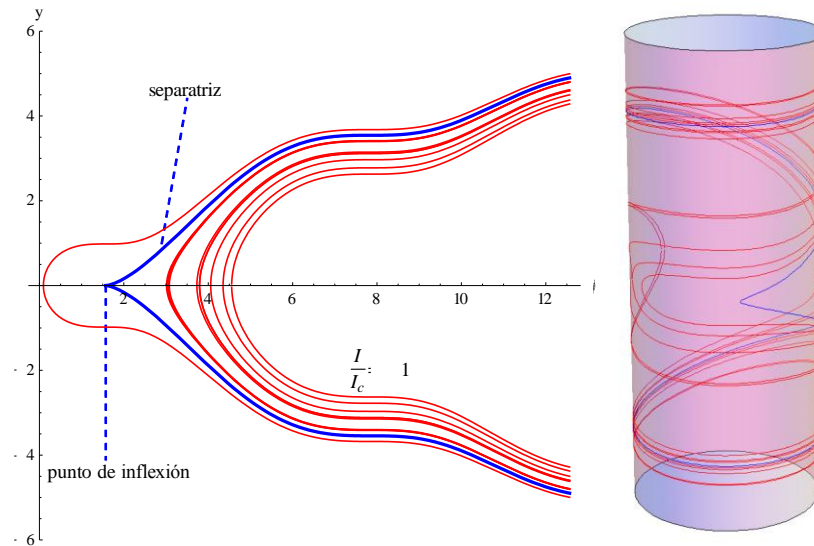 y
6
4
separatriz
2
2 4 6 8 10 12
- 2
I
I_c : 1
- 4
punto de inflexión
- 6